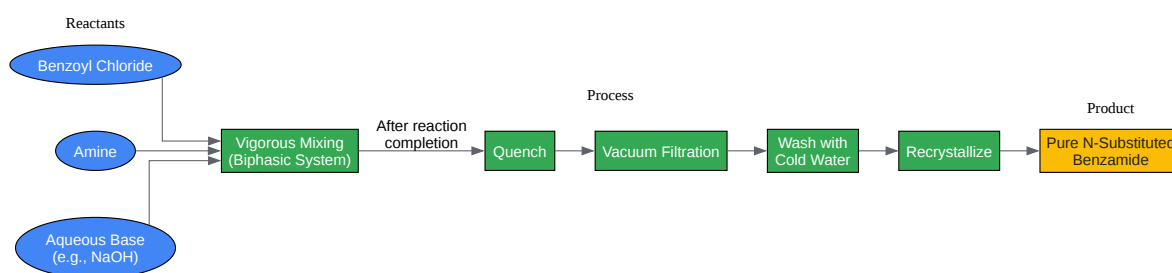 Reactants
Benzoyl Chloride
Amine
Aqueous Base
(e.g., NaOH)
Vigorous Mixing
(Biphasic System)
After reaction
completion
Process
Quench
Vacuum Filtration
Wash with
Cold Water
Recrystallize
Product
Pure N-Substituted
Benzamide